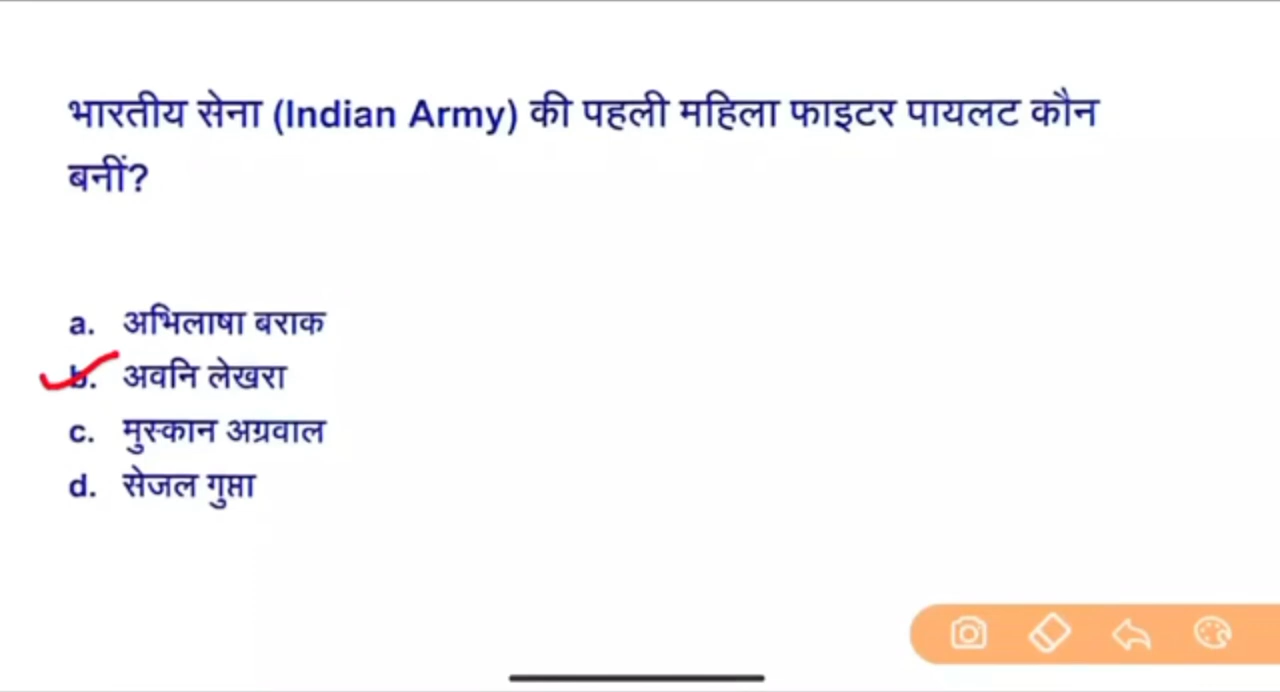 भारतीय सेना (Indian Army) की पहली महिला फाइटर पायलट कौन
बनीं?
a. अभिलाषा बराक
b. अवनि लेखरा
c. मुस्कान अग्रवाल
d. सेजल गुप्ता